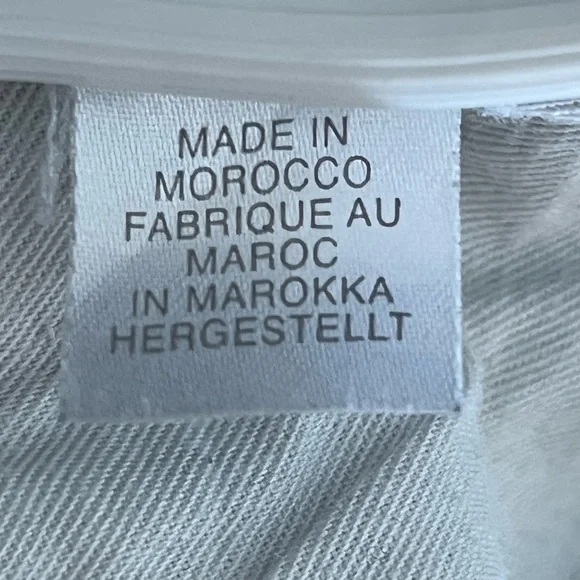 MADE IN
MOROCCO
FABRIQUE AU
MAROC
IN MAROKKA
HERGESTELLT